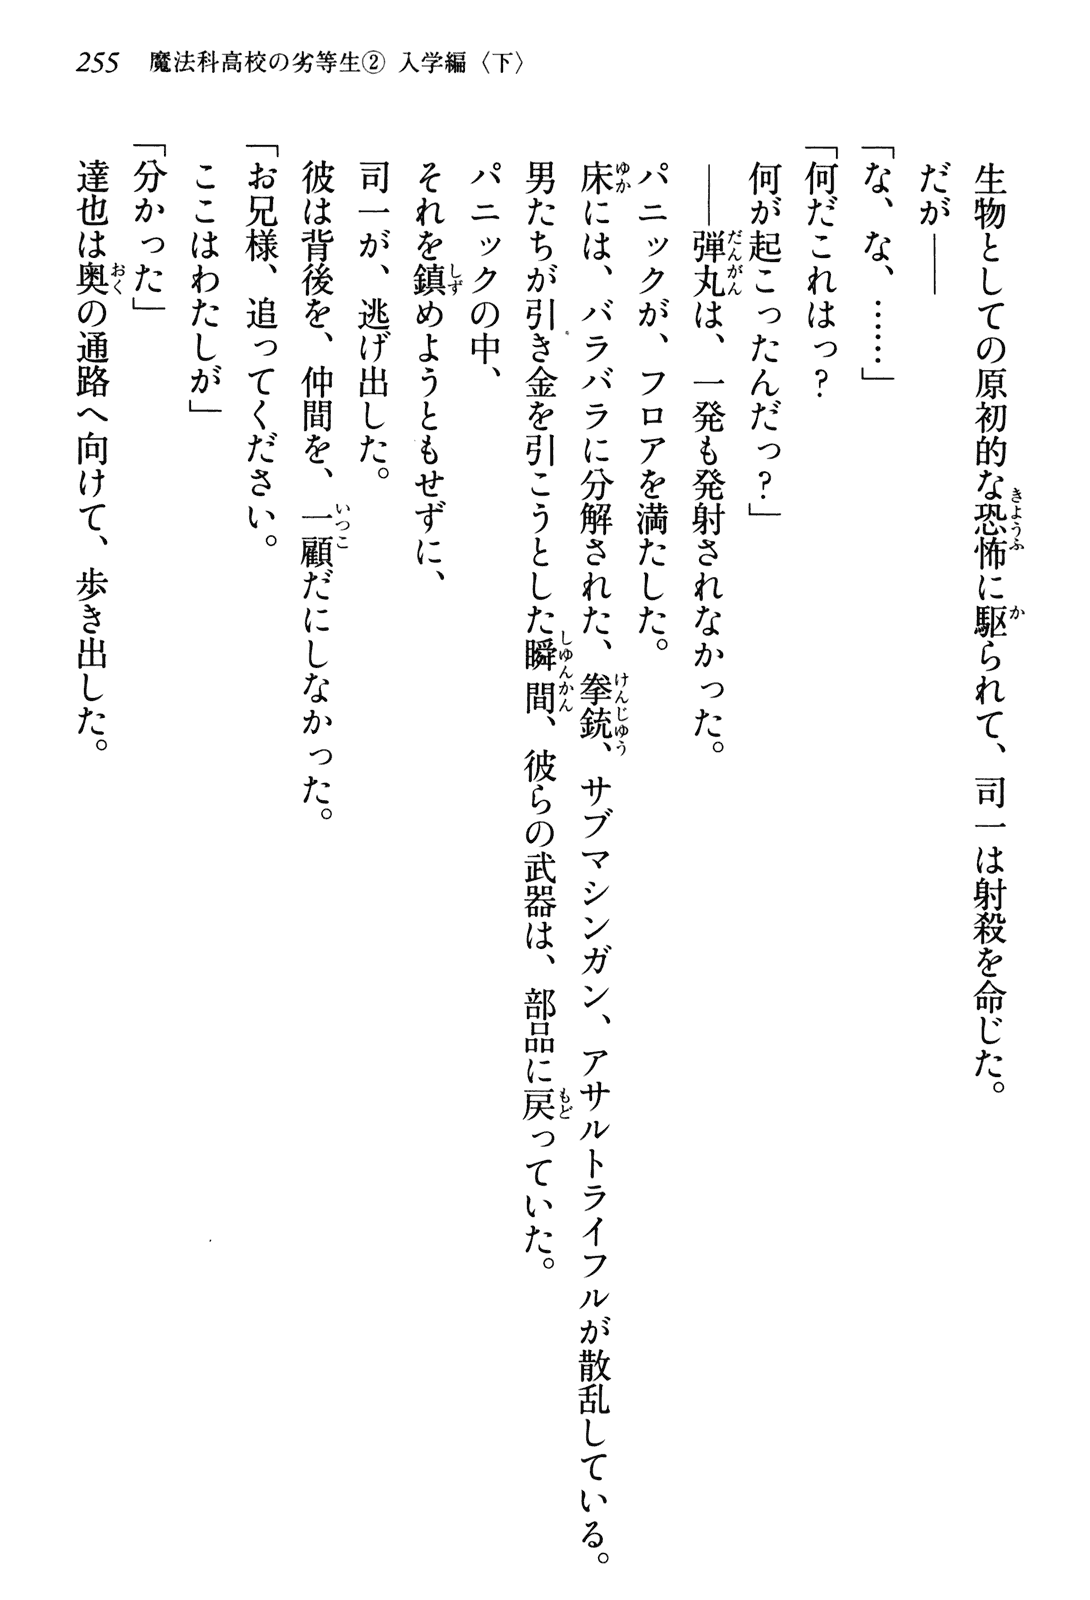 255 魔法科高校の劣等生② 入学編〈下〉
生物としての原初的な恐怖に駆られて、司一は射殺を命じた。
だが――
「な、な、……」
「何だこれはっ？
何が起こったんだっ？」
――弾丸は、一発も発射されなかった。
パニックが、フロアを満たした。
床には、バラバラに分解された、拳銃、サブマシンガン、アサルトライフルが散乱している。
男たちが引き金を引こうとした瞬間、彼らの武器は、部品に戻っていた。
パニックの中、
それを鎮めようともせずに、
司一が、逃げ出した。
彼は背後を、仲間を、一顧だにしなかった。
「お兄様、追ってください。
ここはわたしが」
「分かった」
達也は奥の通路へ向けて、歩き出した。